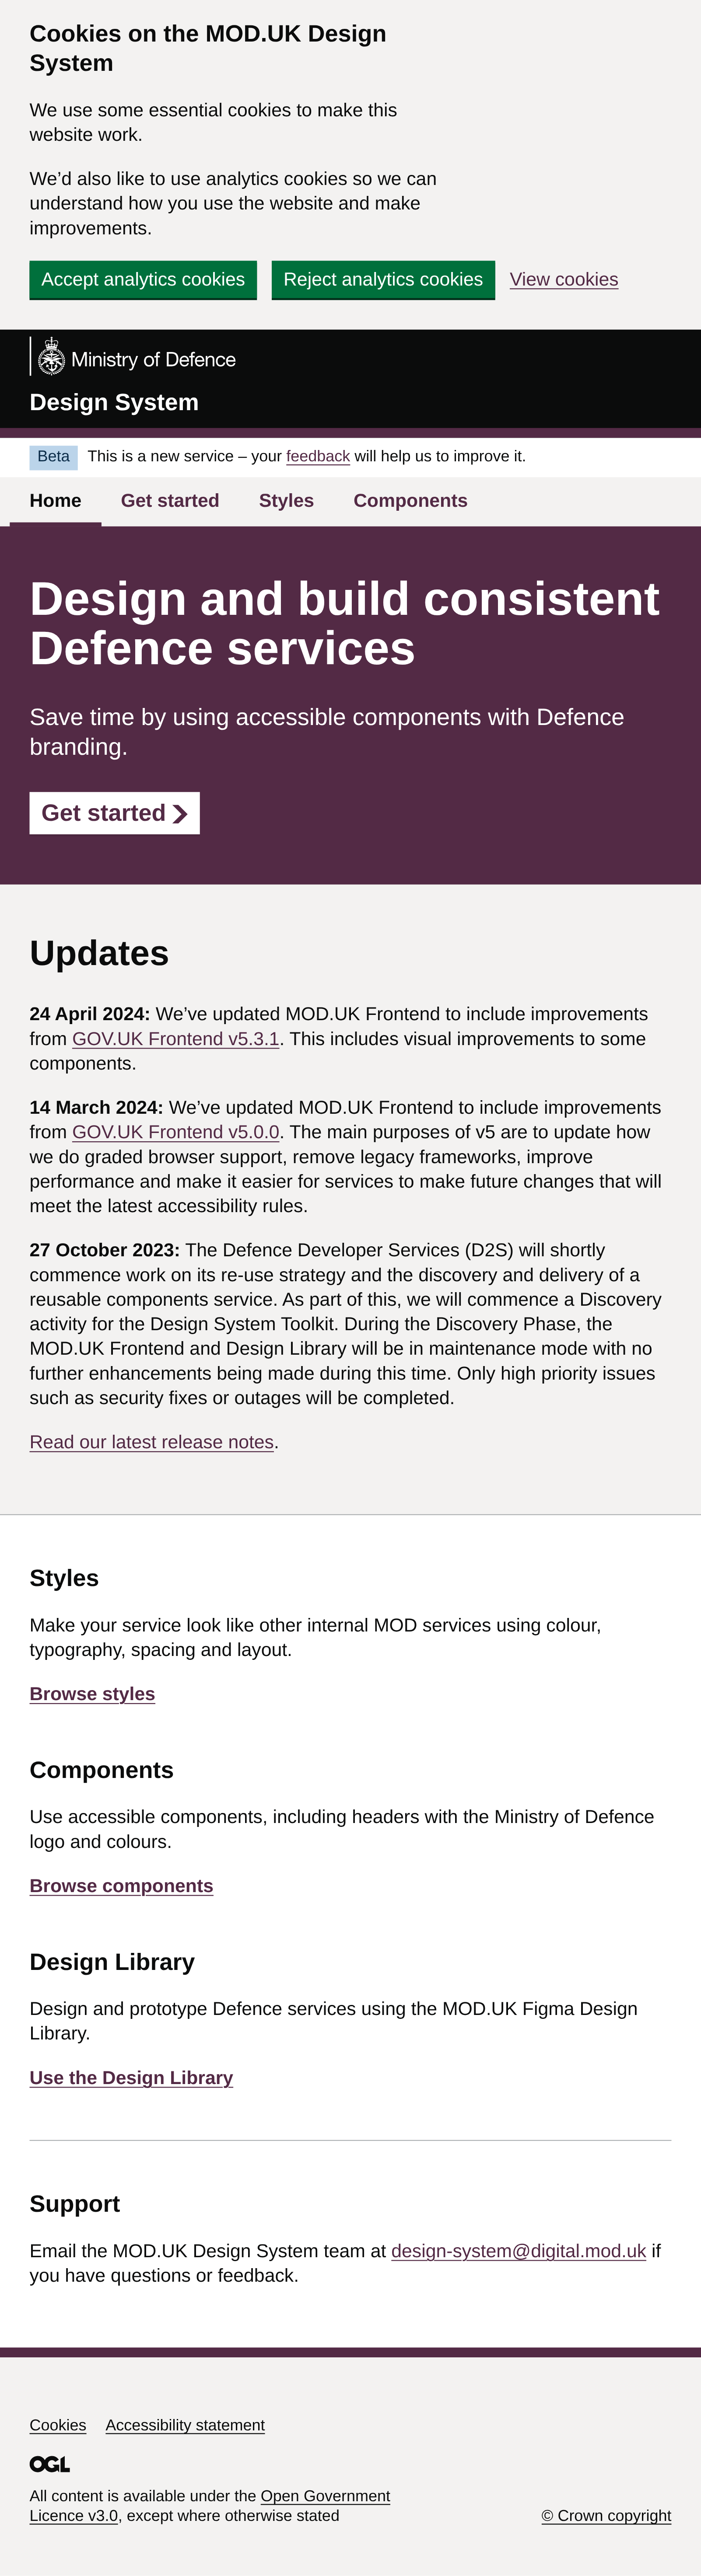 Cookies on the MOD.UK Design
System
We use some essential cookies to make this
website work.
We’d also like to use analytics cookies so we can
understand how you use the website and make
improvements.
Accept analytics cookies Reject analytics cookies View cookies
Ministry of Defence
Design System
Beta This is a new service – your feedback will help us to improve it.
Home Get started Styles Components
Design and build consistent
Defence services
Save time by using accessible components with Defence
branding.
Get started
Updates
24 April 2024: We’ve updated MOD.UK Frontend to include improvements
from GOV.UK Frontend v5.3.1. This includes visual improvements to some
components.
14 March 2024: We’ve updated MOD.UK Frontend to include improvements
from GOV.UK Frontend v5.0.0. The main purposes of v5 are to update how
we do graded browser support, remove legacy frameworks, improve
performance and make it easier for services to make future changes that will
meet the latest accessibility rules.
27 October 2023: The Defence Developer Services (D2S) will shortly
commence work on its re-use strategy and the discovery and delivery of a
reusable components service. As part of this, we will commence a Discovery
activity for the Design System Toolkit. During the Discovery Phase, the
MOD.UK Frontend and Design Library will be in maintenance mode with no
further enhancements being made during this time. Only high priority issues
such as security fixes or outages will be completed.
Read our latest release notes.
Styles
Make your service look like other internal MOD services using colour,
typography, spacing and layout.
Browse styles
Components
Use accessible components, including headers with the Ministry of Defence
logo and colours.
Browse components
Design Library
Design and prototype Defence services using the MOD.UK Figma Design
Library.
Use the Design Library
Support
Email the MOD.UK Design System team at design-system@digital.mod.uk if
you have questions or feedback.
Cookies Accessibility statement
OGL
All content is available under the Open Government
Licence v3.0, except where otherwise stated
© Crown copyright